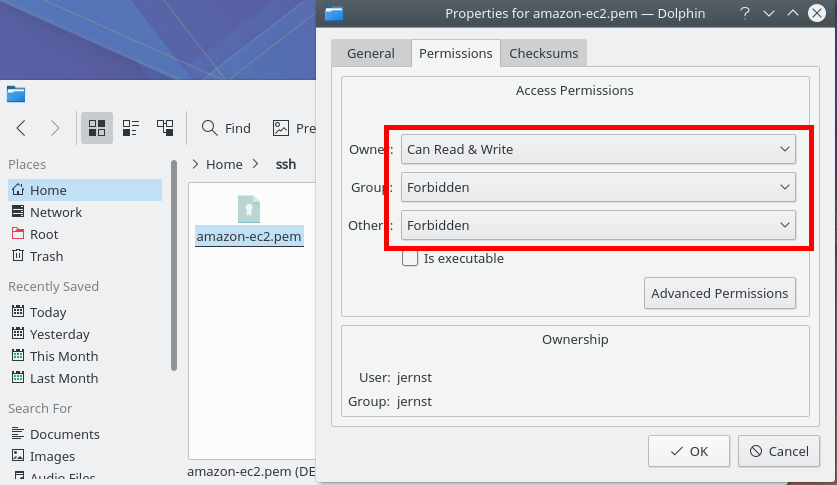 Properties for amazon-ec2.pem — Dolphin
General Permissions Checksums
Access Permissions
Owner: Can Read & Write
Group: Forbidden
Others: Forbidden
Is executable
Advanced Permissions
Ownership
User: jernst
Group: jernst
OK Cancel
Find Pre
Places
Home
Network
Root
Trash
Recently Saved
Today
Yesterday
This Month
Last Month
Search For
Documents
Images
Audio Files
Home ssh
amazon-ec2.pem
amazon-ec2.pem (DE